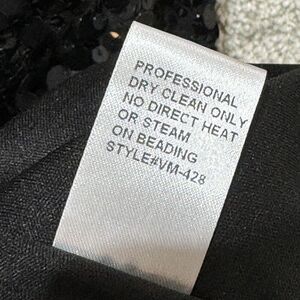 PROFESSIONAL
DRY CLEAN ONLY
NO DIRECT HEAT
OR STEAM
ON BEADING
STYLE#VM-428